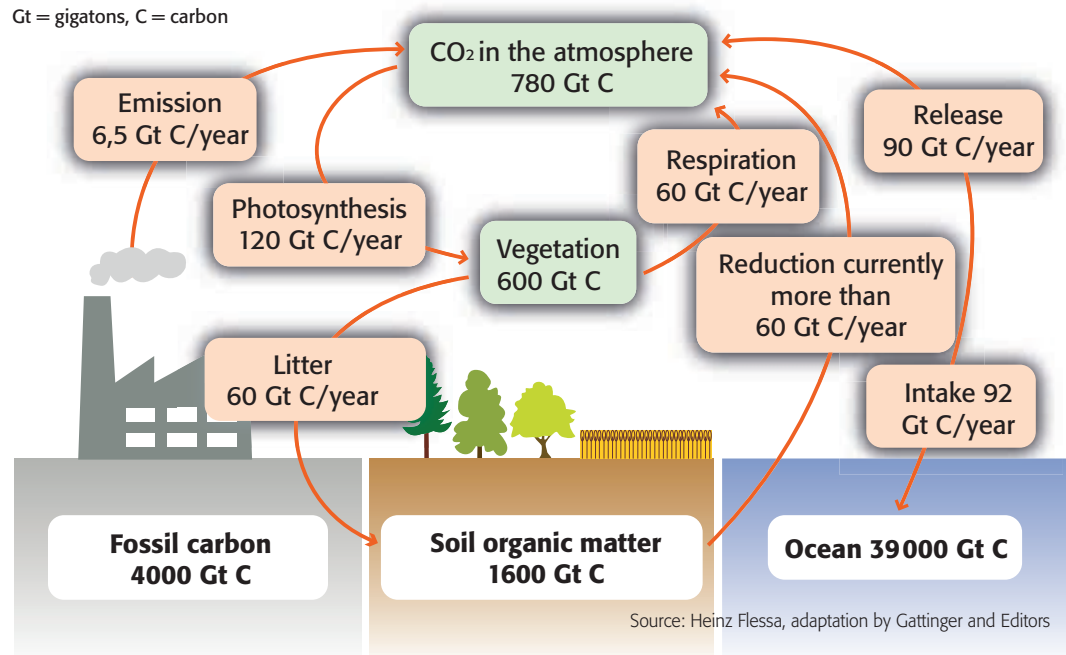 Gt = gigatons, C = carbon
CO₂ in the atmosphere
780 Gt C
Emission
6,5 Gt C/year
Release
90 Gt C/year
Respiration
60 Gt C/year
Photosynthesis
120 Gt C/year
Vegetation
600 Gt C
Reduction currently
more than
60 Gt C/year
Litter
60 Gt C/year
Intake 92
Gt C/year
Fossil carbon
4000 Gt C
Soil organic matter
1600 Gt C
Ocean 39 000 Gt C
Source: Heinz Flessa, adaptation by Gattinger and Editors